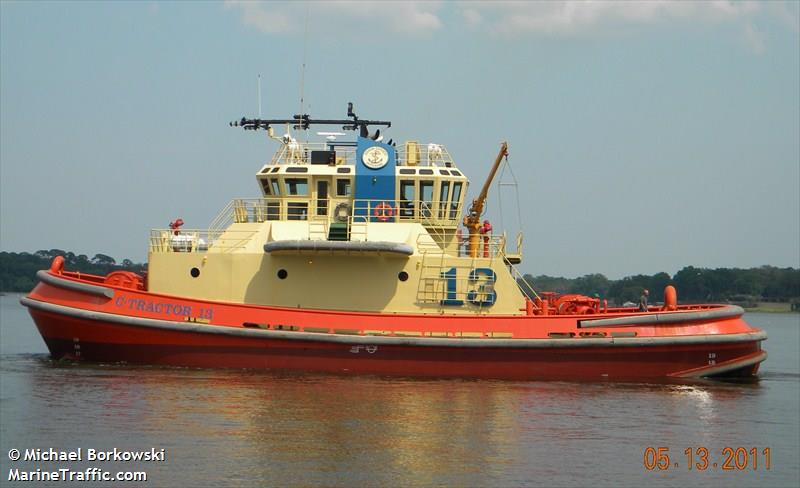 C-TRACTOR 13
13
© Michael Borkowski
MarineTraffic.com
05.13.2011